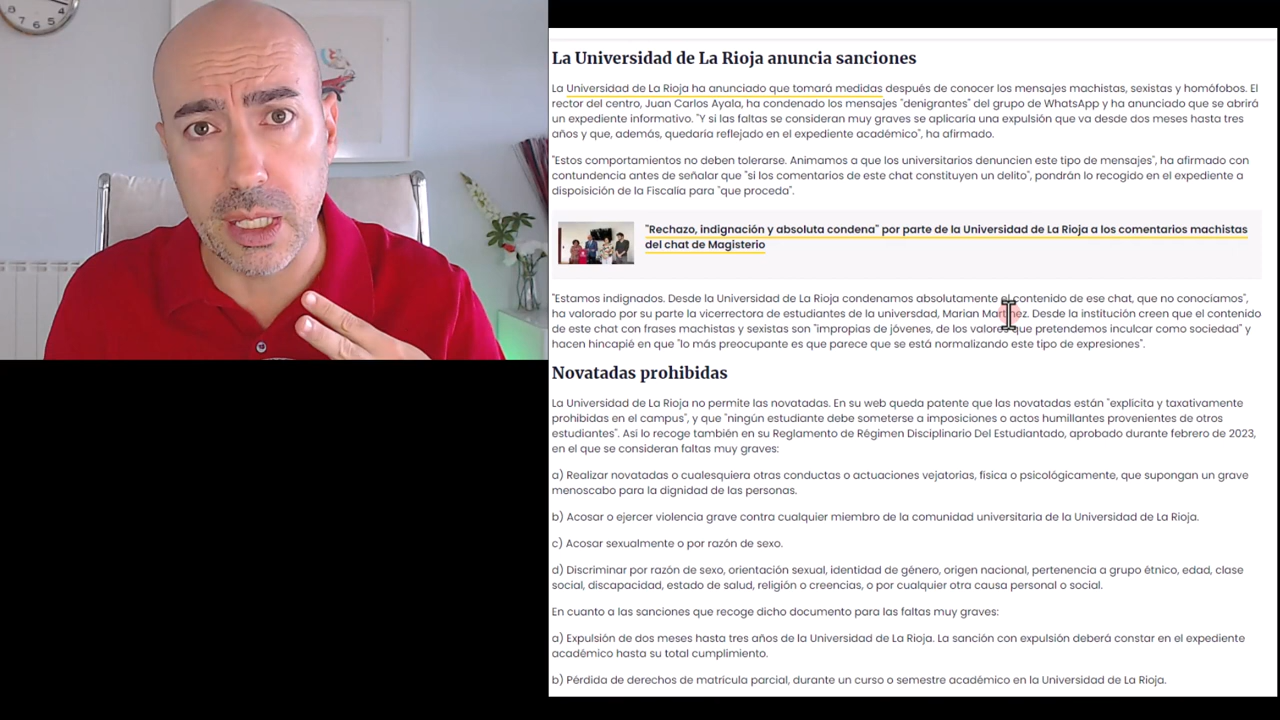 La Universidad de La Rioja anuncia sanciones
La Universidad de La Rioja ha anunciado que tomará medidas después de conocer los mensajes machistas, sexistas y homófobos. El
rector del centro, Juan Carlos Ayala, ha condenado los mensajes "denigrantes" del grupo de WhatsApp y ha anunciado que se abrirá
un expediente informativo. "Y si las faltas se consideran muy graves se aplicaría una expulsión que va desde dos meses hasta tres
años y que, además, quedaría reflejado en el expediente académico", ha afirmado.
"Estos comportamientos no deben tolerarse. Animamos a que los universitarios denuncien este tipo de mensajes", ha afirmado con
contundencia antes de señalar que "si los comentarios de este chat constituyen un delito", pondrán lo recogido en el expediente a
disposición de la Fiscalía para "que proceda".
"Rechazo, indignación y absoluta condena" por parte de la Universidad de La Rioja a los comentarios machistas
del chat de Magisterio
"Estamos indignados. Desde la Universidad de La Rioja condenamos absolutamente el contenido de ese chat, que no conocíamos",
ha valorado por su parte la vicerrectora de estudiantes de la universdad, Marian Martínez. Desde la institución creen que el contenido
de este chat con frases machistas y sexistas son "impropias de jóvenes, de los valores que pretendemos inculcar como sociedad" y
hacen hincapié en que "lo más preocupante es que parece que se está normalizando este tipo de expresiones".
Novatadas prohibidas
La Universidad de La Rioja no permite las novatadas. En su web queda patente que las novatadas están "explícita y taxativamente
prohibidas en el campus", y que "ningún estudiante debe someterse a imposiciones o actos humillantes provenientes de otros
estudiantes". Así lo recoge también en su Reglamento de Régimen Disciplinario Del Estudiantado, aprobado durante febrero de 2023,
en el que se consideran faltas muy graves:
a) Realizar novatadas o cualesquiera otras conductas o actuaciones vejatorias, física o psicológicamente, que supongan un grave
menoscabo para la dignidad de las personas.
b) Acosar o ejercer violencia grave contra cualquier miembro de la comunidad universitaria de la Universidad de La Rioja.
c) Acosar sexualmente o por razón de sexo.
d) Discriminar por razón de sexo, orientación sexual, identidad de género, origen nacional, pertenencia a grupo étnico, edad, clase
social, discapacidad, estado de salud, religión o creencias, o por cualquier otra causa personal o social.
En cuanto a las sanciones que recoge dicho documento para las faltas muy graves:
a) Expulsión de dos meses hasta tres años de la Universidad de La Rioja. La sanción con expulsión deberá constar en el expediente
académico hasta su total cumplimiento.
b) Pérdida de derechos de matrícula parcial, durante un curso o semestre académico en la Universidad de La Rioja.